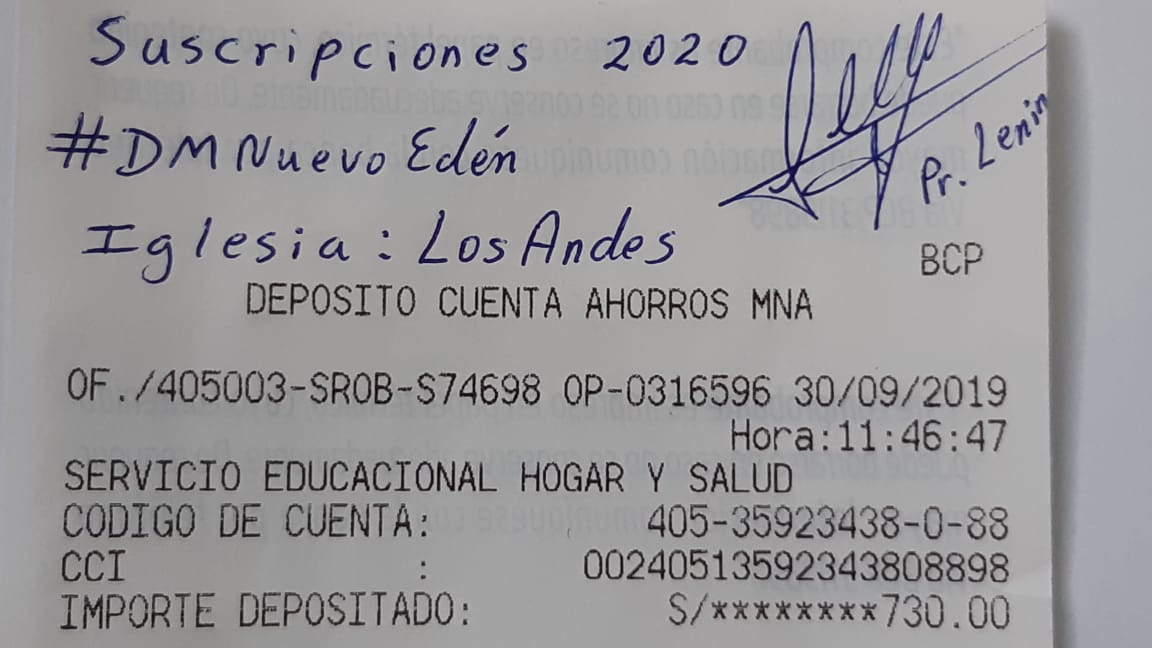 Suscripciones 2020
#DMNuevoEdén
Pr. Lenin
Iglesia: Los Andes
BCP
DEPOSITO CUENTA AHORROS MNA
OF./405003-SROB-S74698 OP-0316596 30/09/2019
Hora:11:46:47
SERVICIO EDUCACIONAL HOGAR Y SALUD
CODIGO DE CUENTA: 405-35923438-0-88
CCI : 00240513592343808898
IMPORTE DEPOSITADO: S/********730.00